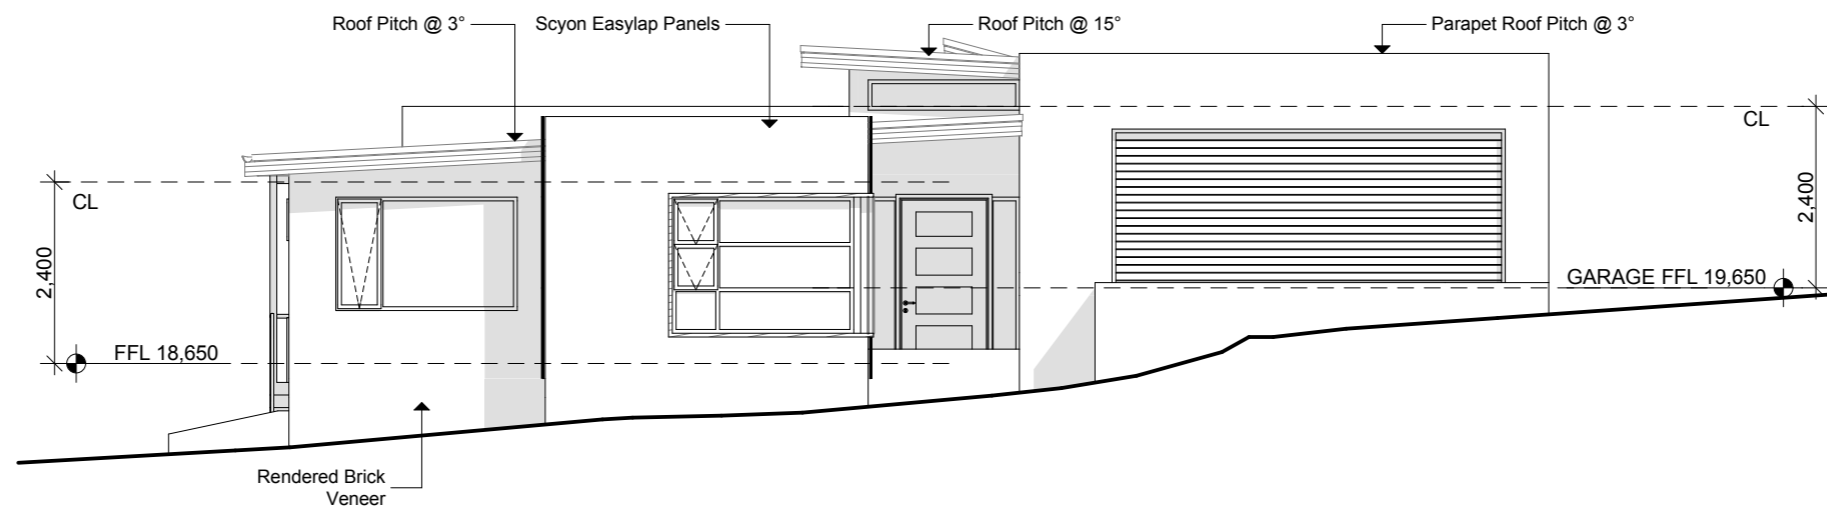 Roof Pitch @ 3°
Scyon Easylap Panels
Roof Pitch @ 15°
Parapet Roof Pitch @ 3°
CL
CL
2,400
2,400
GARAGE FFL 19,650
FFL 18,650
Rendered Brick
Veneer